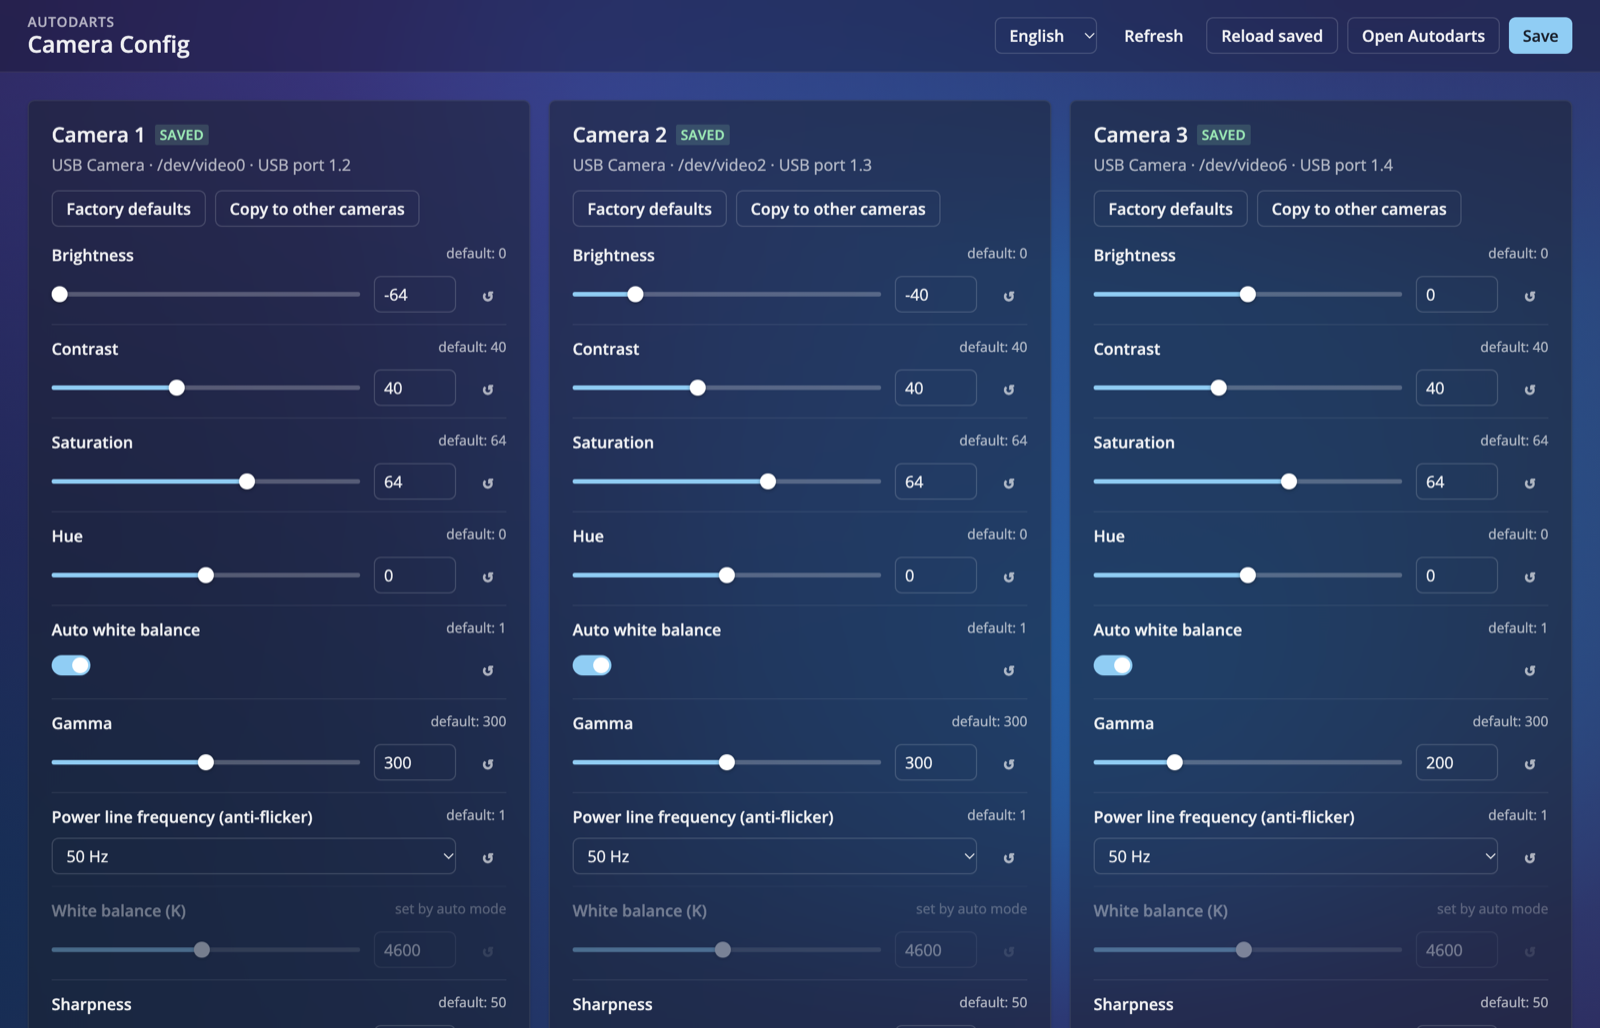 AUTODARTS
Camera Config
English
Refresh
Reload saved
Open Autodarts
Save
Camera 1 SAVED
USB Camera · /dev/video0 · USB port 1.2
Factory defaults
Copy to other cameras
Brightness
default: 0
-64
Contrast
default: 40
40
Saturation
default: 64
64
Hue
default: 0
0
Auto white balance
default: 1
Gamma
default: 300
300
Power line frequency (anti-flicker)
default: 1
50 Hz
White balance (K)
set by auto mode
4600
Sharpness
default: 50
Camera 2 SAVED
USB Camera · /dev/video2 · USB port 1.3
Factory defaults
Copy to other cameras
Brightness
default: 0
-40
Contrast
default: 40
40
Saturation
default: 64
64
Hue
default: 0
0
Auto white balance
default: 1
Gamma
default: 300
300
Power line frequency (anti-flicker)
default: 1
50 Hz
White balance (K)
set by auto mode
4600
Sharpness
default: 50
Camera 3 SAVED
USB Camera · /dev/video6 · USB port 1.4
Factory defaults
Copy to other cameras
Brightness
default: 0
0
Contrast
default: 40
40
Saturation
default: 64
64
Hue
default: 0
0
Auto white balance
default: 1
Gamma
default: 300
200
Power line frequency (anti-flicker)
default: 1
50 Hz
White balance (K)
set by auto mode
4600
Sharpness
default: 50